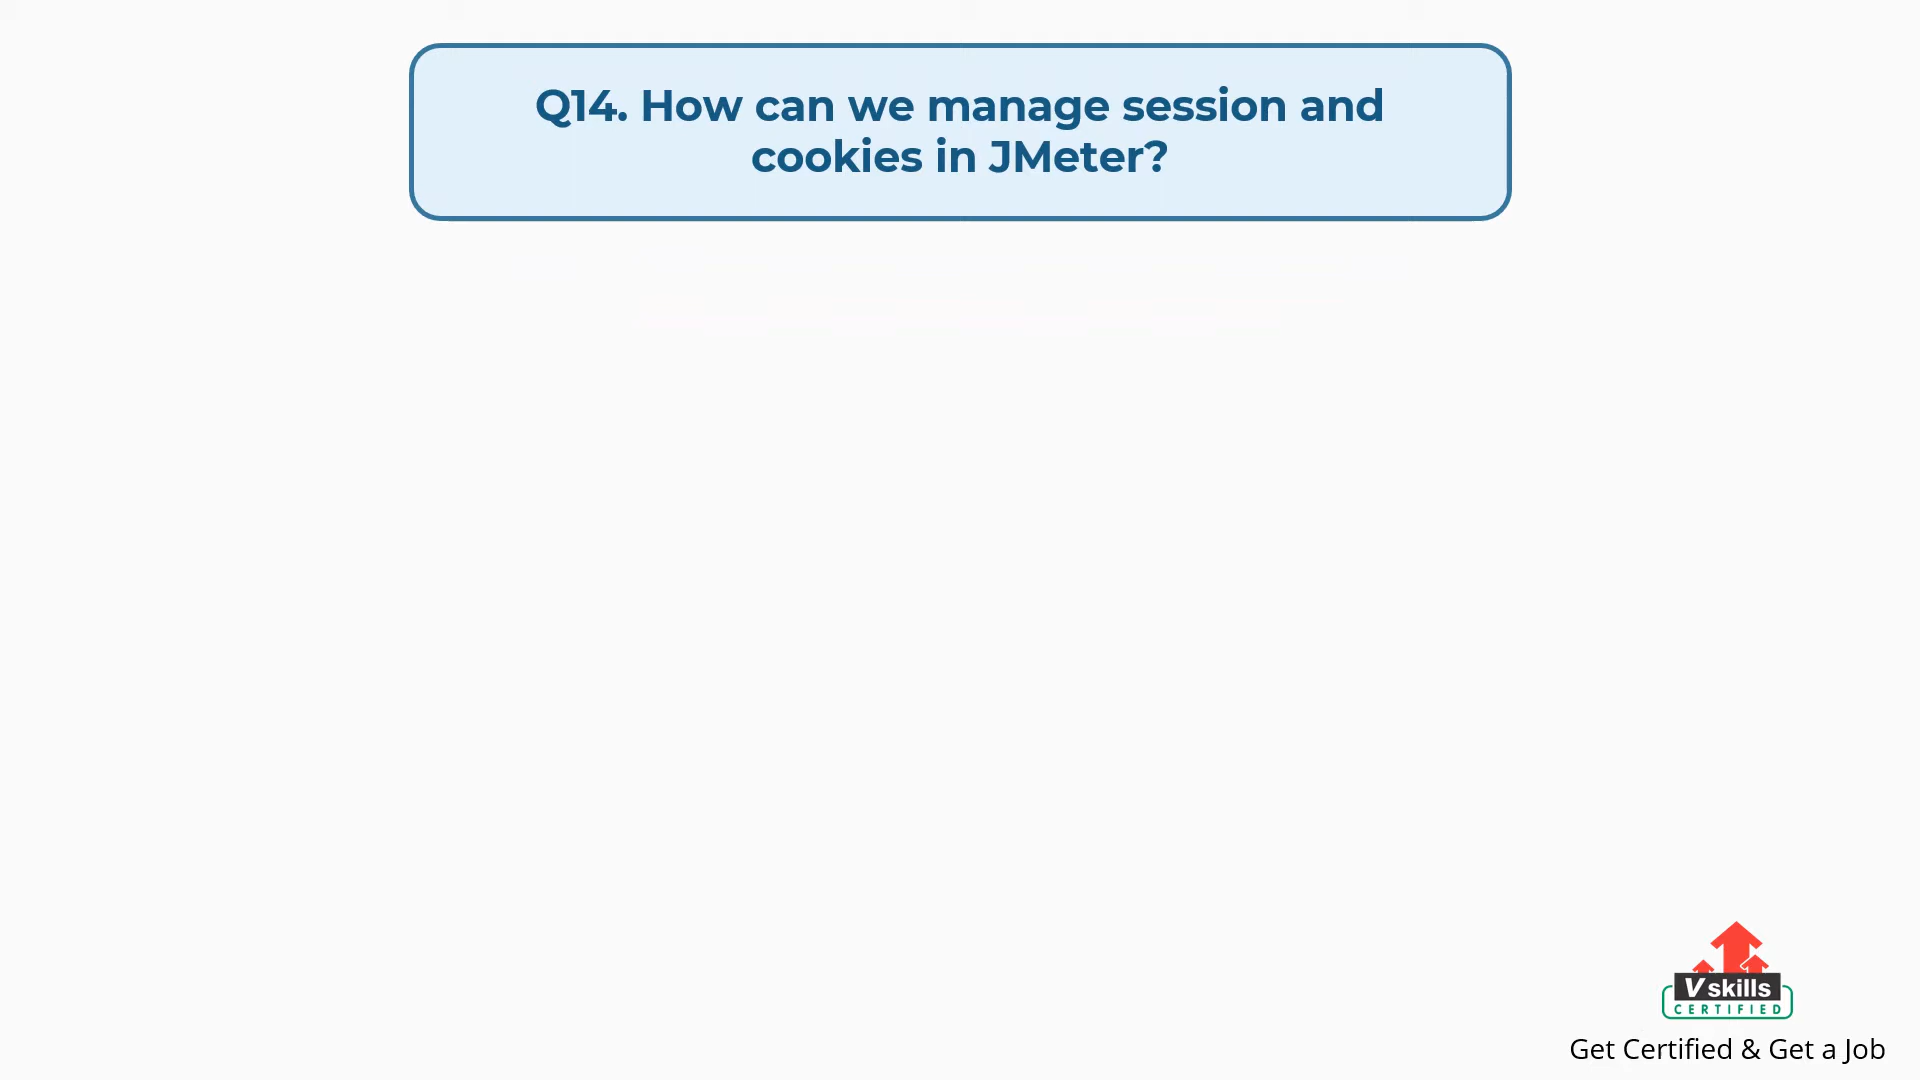 Q14. How can we manage session and
cookies in JMeter?
Vskills
CERTIFIED
Get Certified & Get a Job